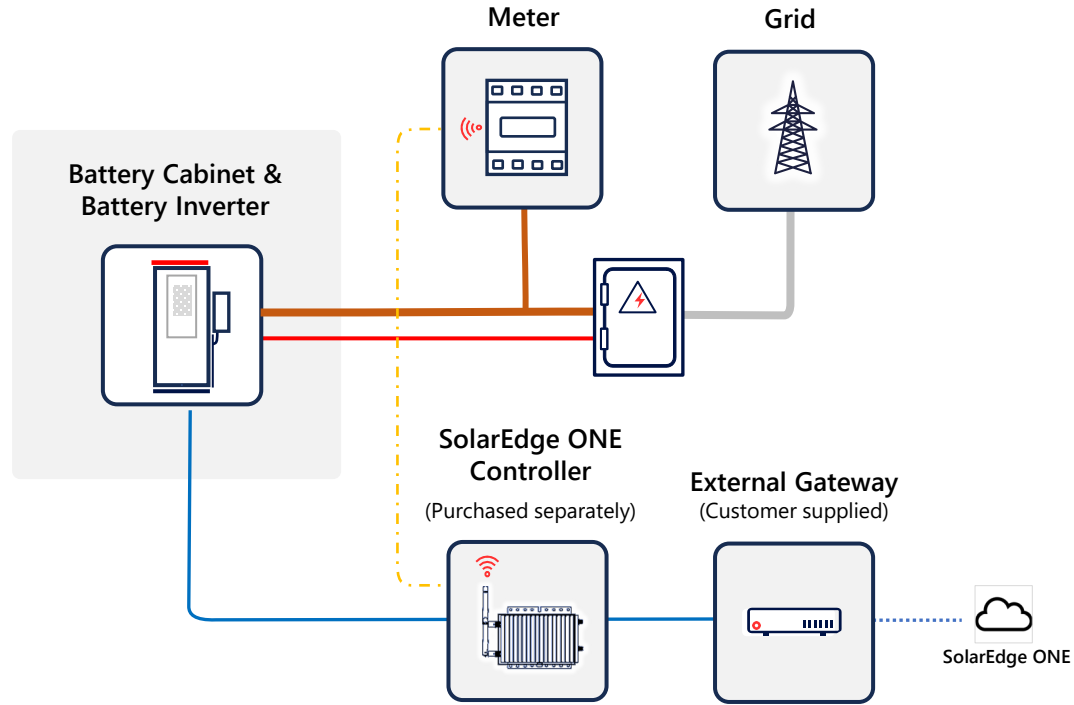 Meter
Grid
Battery Cabinet &
Battery Inverter
SolarEdge ONE
Controller
(Purchased separately)
External Gateway
(Customer supplied)
SolarEdge ONE